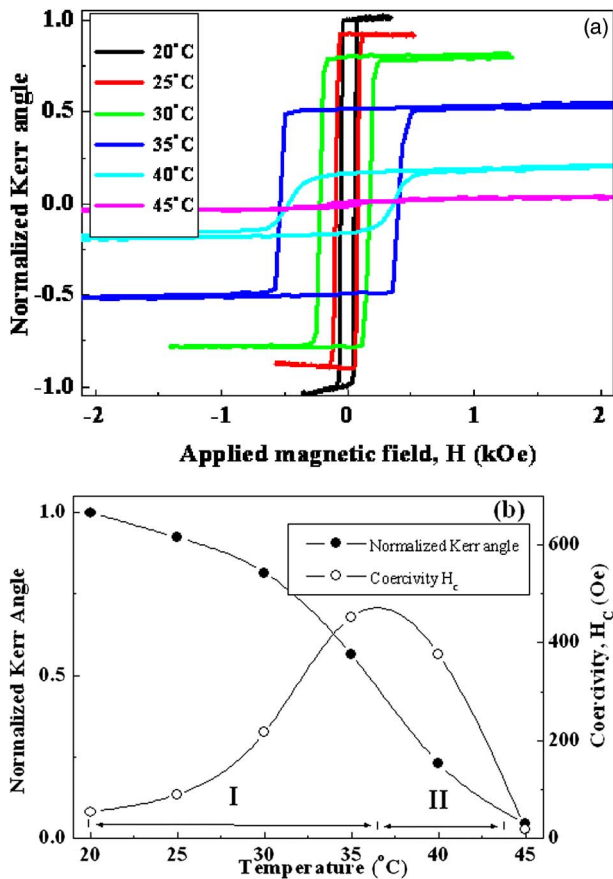 (a)
1.0
0.5
0.0
-0.5
-1.0
Normalized Kerr angle
20°C
25°C
30°C
35°C
40°C
45°C
-2 -1 0 1 2
Applied magnetic field, H (kOe)
(b)
1.0
0.5
0.0
Normalized Kerr Angle
Normalized Kerr angle
Coercivity Hc
600
400
200
0
Coercivity, HC (Oe)
I
II
20 25 30 35 40 45
Temperature (°C)